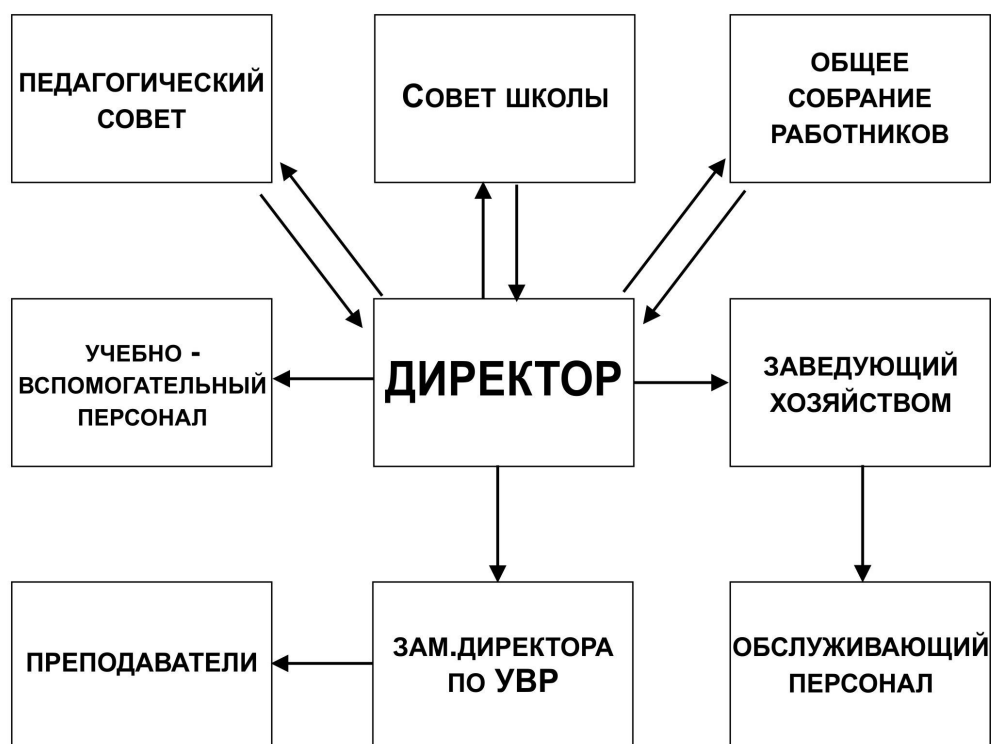 ПЕДАГОГИЧЕСКИЙ
СОВЕТ
СОВЕТ ШКОЛЫ
ОБЩЕЕ
СОБРАНИЕ
РАБОТНИКОВ
УЧЕБНО -
ВСПОМОГАТЕЛЬНЫЙ
ПЕРСОНАЛ
ДИРЕКТОР
ЗАВЕДУЮЩИЙ
ХОЗЯЙСТВОМ
ПРЕПОДАВАТЕЛИ
ЗАМ.ДИРЕКТОРА
ПО УВР
ОБСЛУЖИВАЮЩИЙ
ПЕРСОНАЛ